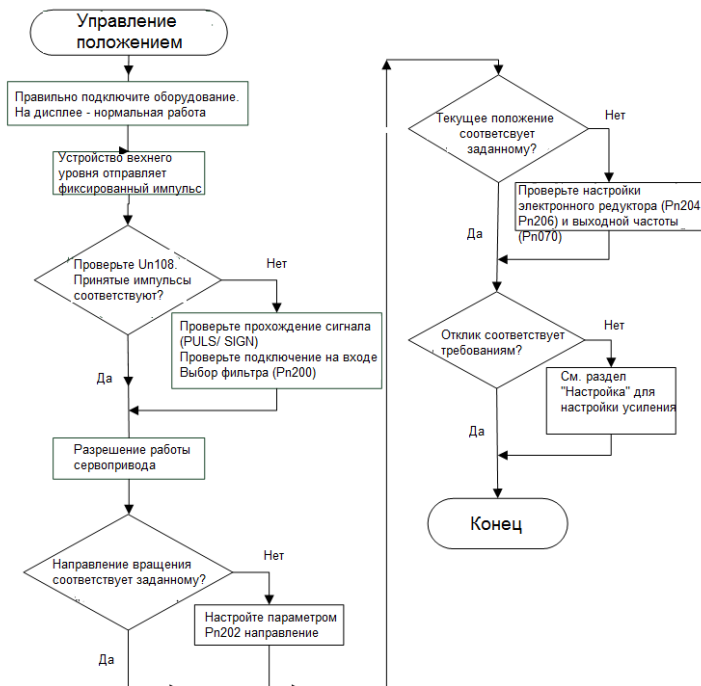 Управление
положением
Правильно подключите оборудование.
На дисплее - нормальная работа
Устройство вехнего
уровня отправляет
фиксированный импульс
Проверьте Un108.
Принятые импульсы
соответствуют?
Нет
Проверьте прохождение сигнала
(PULS/ SIGN)
Проверьте подключение на входе
Выбор фильтра (Pn200)
Да
Разрешение работы
сервопривода
Направление вращения
соответствует заданному?
Нет
Настройте параметром
Pn202 направление
Да
Текущее положение
соответсвует
заданному?
Нет
Проверьте настройки
электронного редуктора (Pn204
Pn206) и выходной частоты
(Pn070)
Да
Отклик соответствует
требованиям?
Нет
См. раздел
"Настройка" для
настройки усиления
Да
Конец